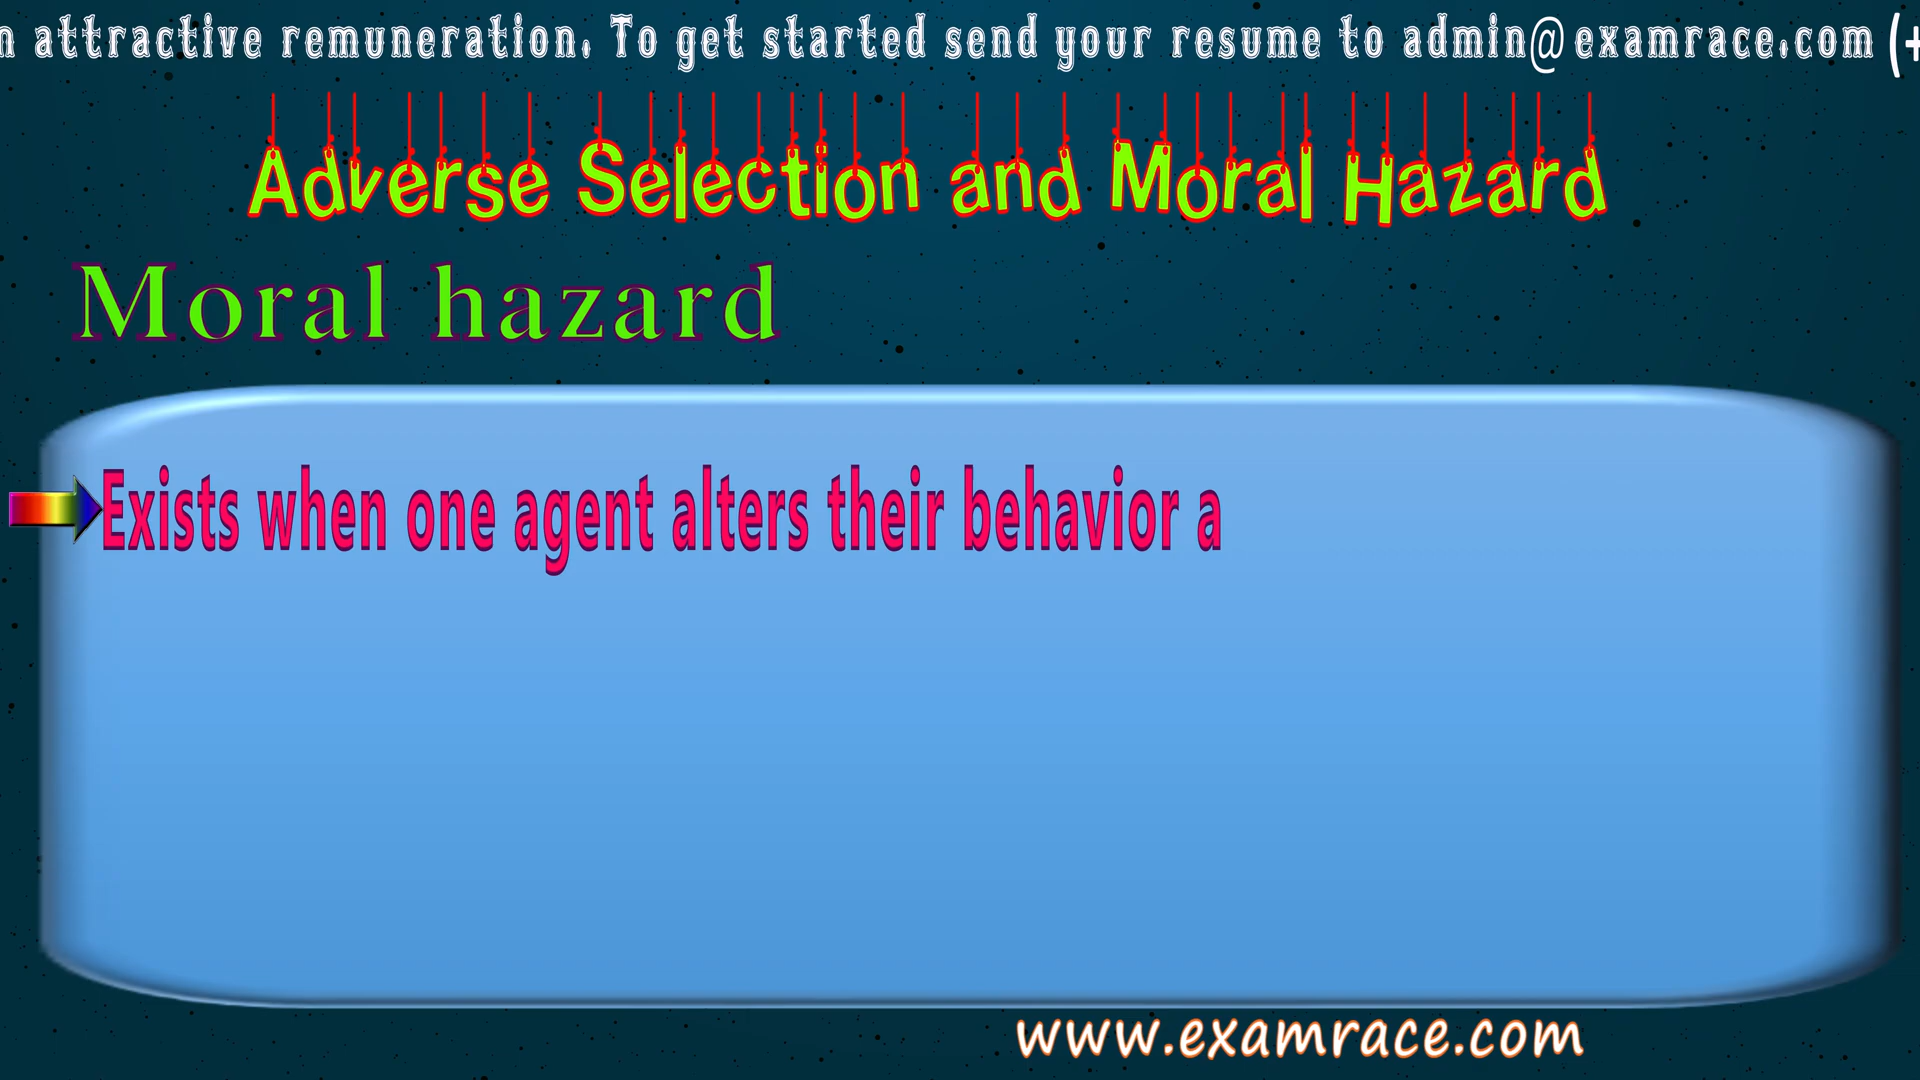 n attractive remuneration. To get started send your resume to admin@examrace.com (+
Adverse Selection and Moral Hazard
Moral hazard
Exists when one agent alters their behavior a
www.examrace.com